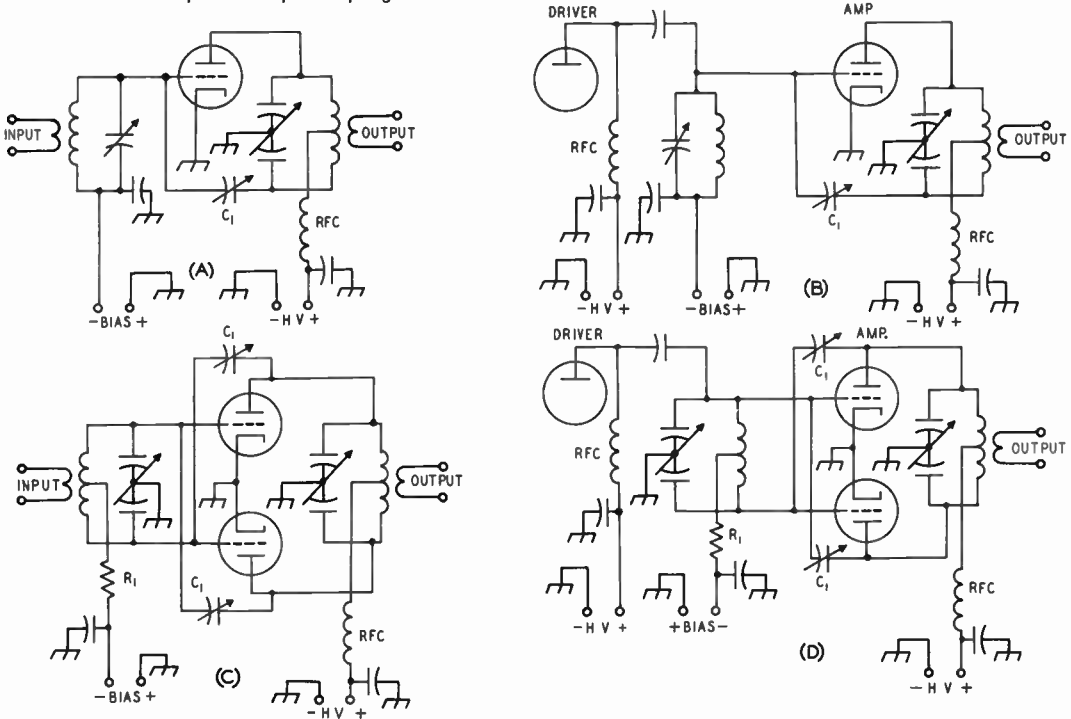 INPUT
C₁
RFC
OUTPUT
(A)
-BIAS+
-HV+
DRIVER
AMP
RFC
C₁
OUTPUT
RFC
(B)
-HV+
-BIAS+
-HV+
C₁
INPUT
OUTPUT
R₁
C₁
RFC
(C)
-BIAS+
-HV+
DRIVER
AMP.
C₁
RFC
OUTPUT
R₁
C₁
RFC
(D)
-HV+
+BIAS-
-HV+